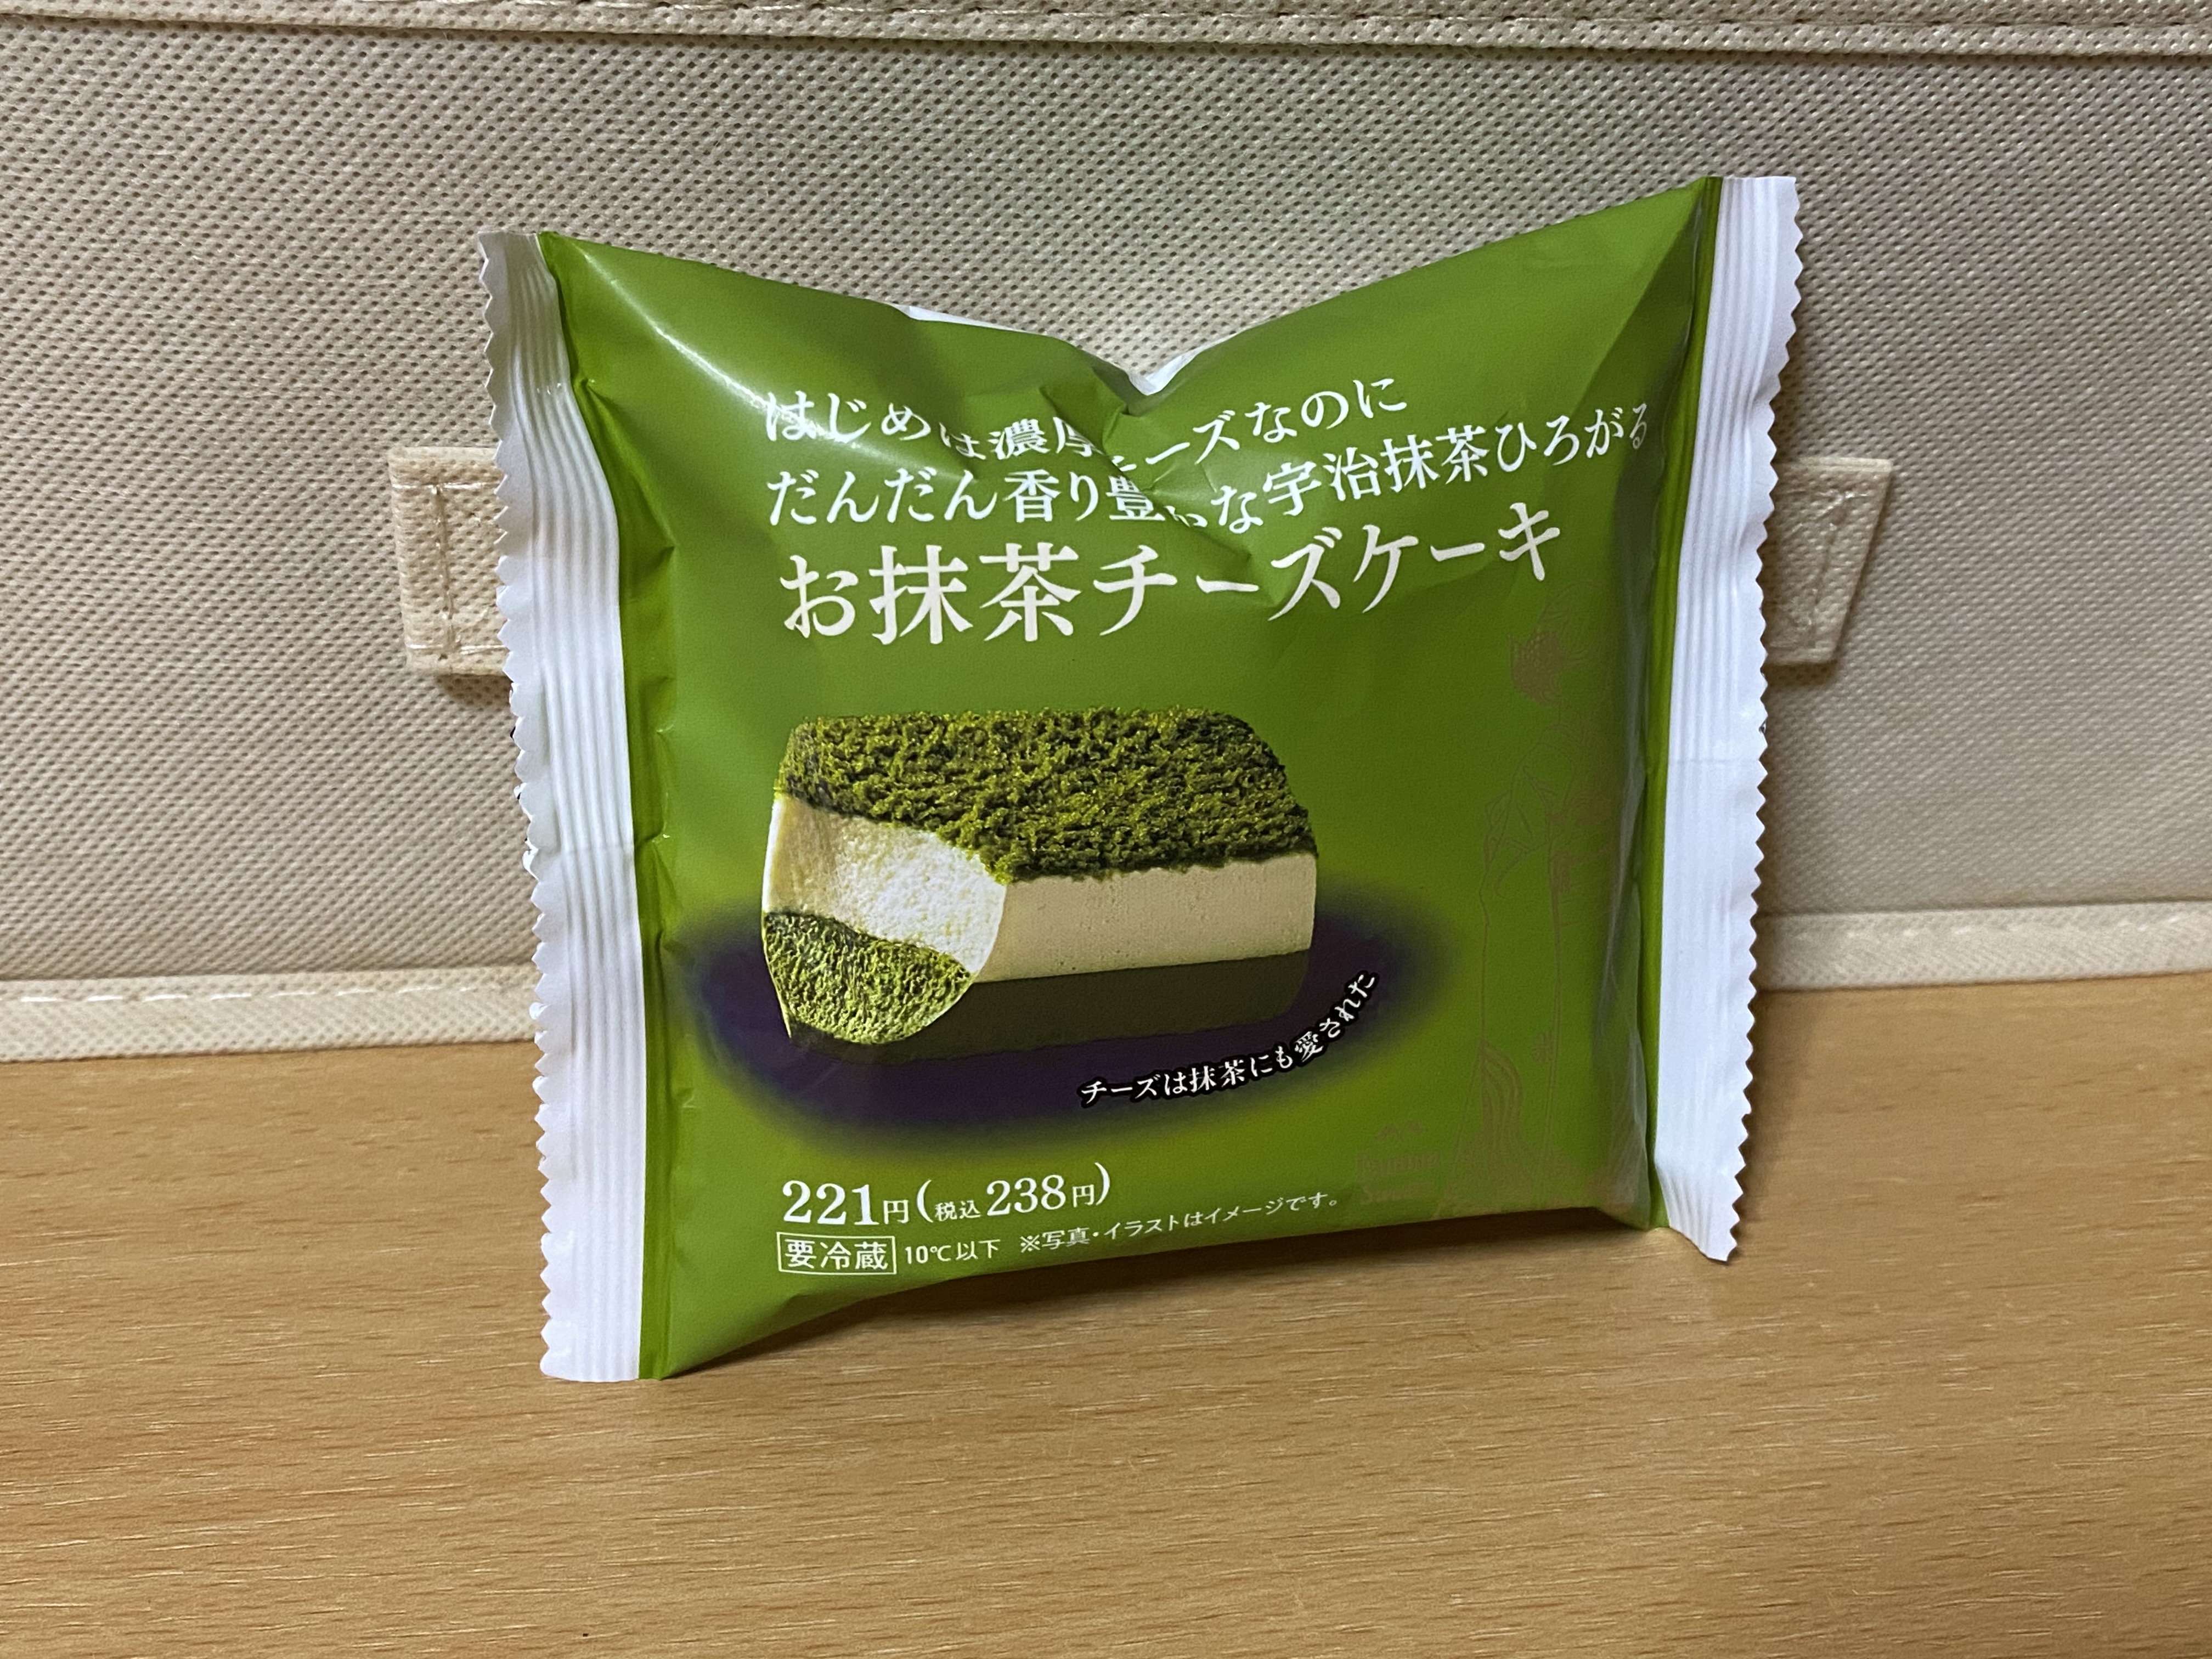 はじめは濃厚チーズなのに
だんだん香り豊かな宇治抹茶ひろがる
お抹茶チーズケーキ
チーズは抹茶にも愛された
221円(税込238円)
要冷蔵 10℃以下 ※写真・イラストはイメージです。